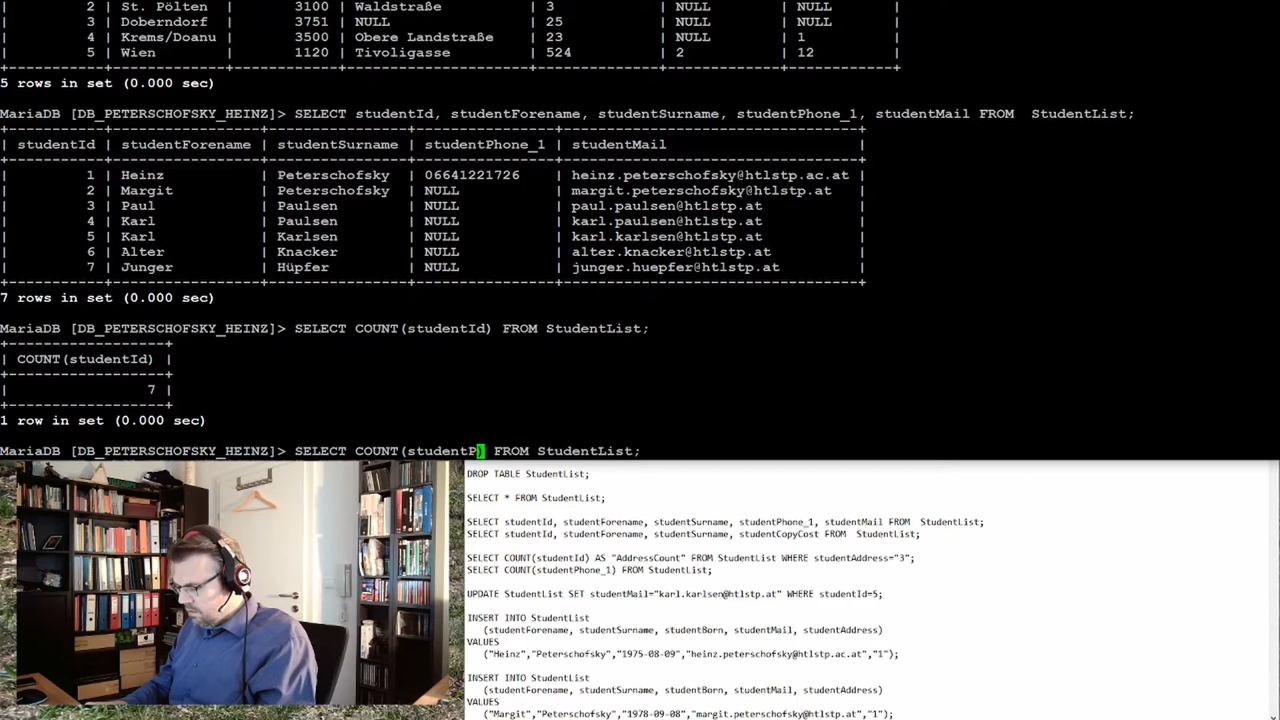 | 2 | St. Pölten | 3100 | Waldstraße | 3 | NULL | NULL |
| 3 | Doberndorf | 3751 | NULL | 25 | NULL | NULL |
| 4 | Krems/Doanu | 3500 | Obere Landstraße | 23 | NULL | 1 |
| 5 | Wien | 1120 | Tivoligasse | 524 | 2 | 12 |
5 rows in set (0.000 sec)
MariaDB [DB_PETERSCHOFSKY_HEINZ]> SELECT studentId, studentForename, studentSurname, studentPhone_1, studentMail FROM  StudentList;
| studentId | studentForename | studentSurname | studentPhone_1 | studentMail |
| 1 | Heinz | Peterschofsky | 06641221726 | heinz.peterschofsky@htlstp.ac.at |
| 2 | Margit | Peterschofsky | NULL | margit.peterschofsky@htlstp.at |
| 3 | Paul | Paulsen | NULL | paul.paulsen@htlstp.at |
| 4 | Karl | Paulsen | NULL | karl.paulsen@htlstp.at |
| 5 | Karl | Karlsen | NULL | karl.karlsen@htlstp.at |
| 6 | Alter | Knacker | NULL | alter.knacker@htlstp.at |
| 7 | Junger | Hüpfer | NULL | junger.huepfer@htlstp.at |
7 rows in set (0.000 sec)
MariaDB [DB_PETERSCHOFSKY_HEINZ]> SELECT COUNT(studentId) FROM StudentList;
| COUNT(studentId) |
| 7 |
1 row in set (0.000 sec)
MariaDB [DB_PETERSCHOFSKY_HEINZ]> SELECT COUNT(studentP) FROM StudentList;
DROP TABLE StudentList;
SELECT * FROM StudentList;
SELECT studentId, studentForename, studentSurname, studentPhone_1, studentMail FROM  StudentList;
SELECT studentId, studentForename, studentSurname, studentCopyCost FROM  StudentList;
SELECT COUNT(studentId) AS "AddressCount" FROM StudentList WHERE studentAddress="3";
SELECT COUNT(studentPhone_1) FROM StudentList;
UPDATE StudentList SET studentMail="karl.karlsen@htlstp.at" WHERE studentId=5;
INSERT INTO StudentList
(studentForename, studentSurname, studentBorn, studentMail, studentAddress)
VALUES
("Heinz","Peterschofsky","1975-08-09","heinz.peterschofsky@htlstp.ac.at","1");
INSERT INTO StudentList
(studentForename, studentSurname, studentBorn, studentMail, studentAddress)
VALUES
("Margit","Peterschofsky","1978-09-08","margit.peterschofsky@htlstp.at","1");